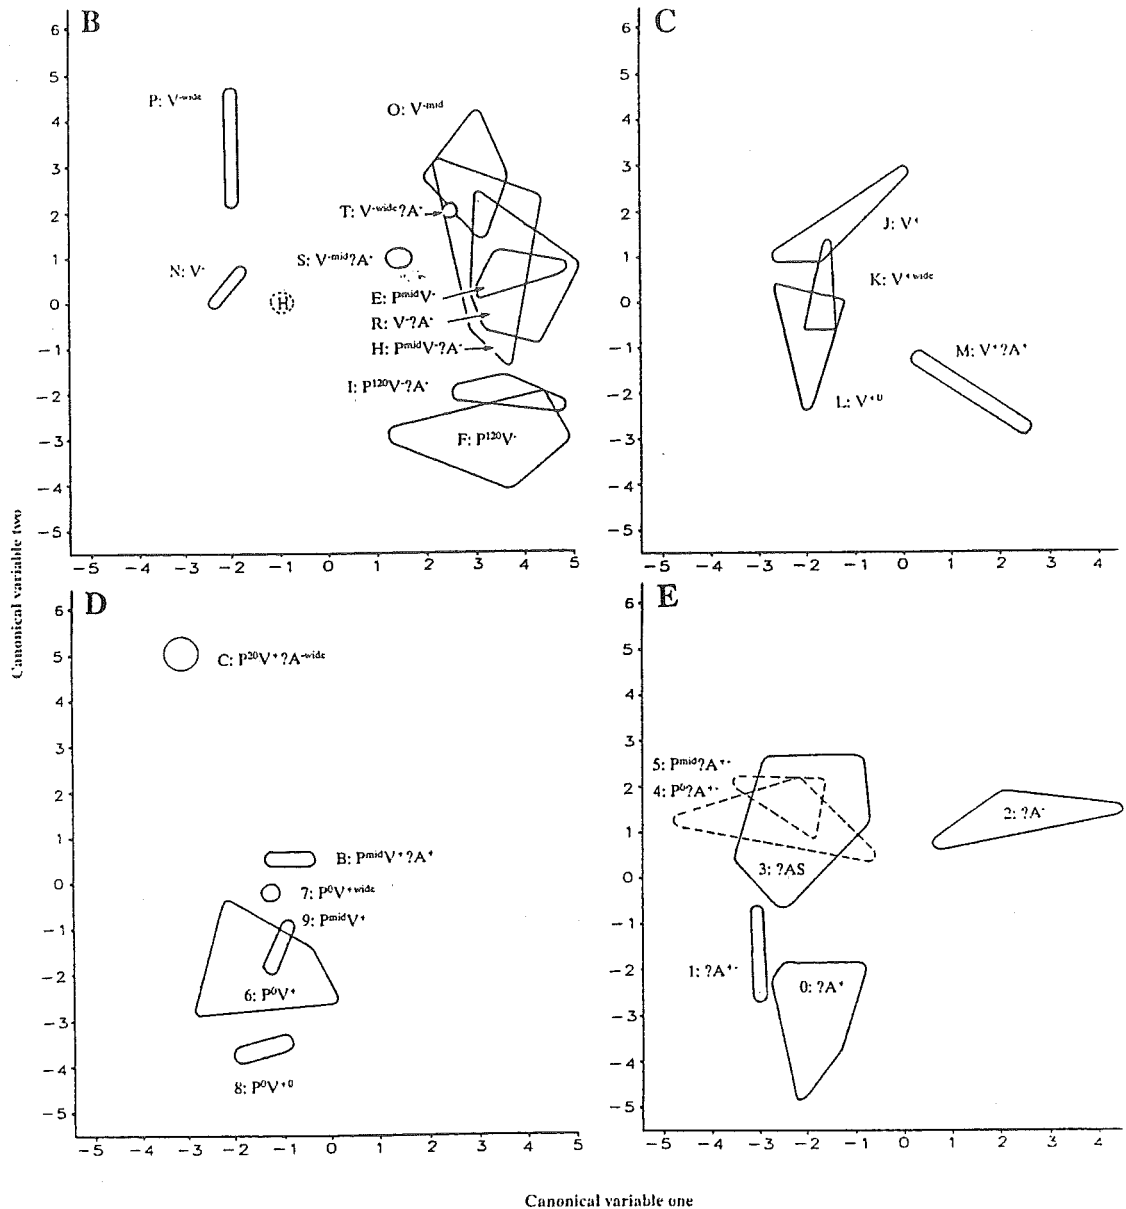 B
6
5
4
3
2
1
0
−1
−2
−3
−4
−5
−5 −4 −3 −2 −1 0 1 2 3 4 5
P: V-wide
O: V-mid
T: V-wide?A-
S: V-mid?A-
N: V-
H
E: PmidV-
R: V-?A-
H: PmidV-?A-
I: P120V-?A-
F: P120V-
C
6
5
4
3
2
1
0
−1
−2
−3
−4
−5
−5 −4 −3 −2 −1 0 1 2 3 4
J: V+
K: V+wide
M: V+?A+
L: V+0
Canonical variable two
D
6
5
4
3
2
1
0
−1
−2
−3
−4
−5
−5 −4 −3 −2 −1 0 1 2 3 4 5
C: P20V+?A-wide
B: PmidV+?A+
7: P0V+wide
9: PmidV+
6: P0V+
8: P0V+0
E
6
5
4
3
2
1
0
−1
−2
−3
−4
−5
−5 −4 −3 −2 −1 0 1 2 3 4
5: Pmid?A+-
4: P0?A+-
2: ?A-
3: ?AS
1: ?A+-
0: ?A+
Canonical variable one